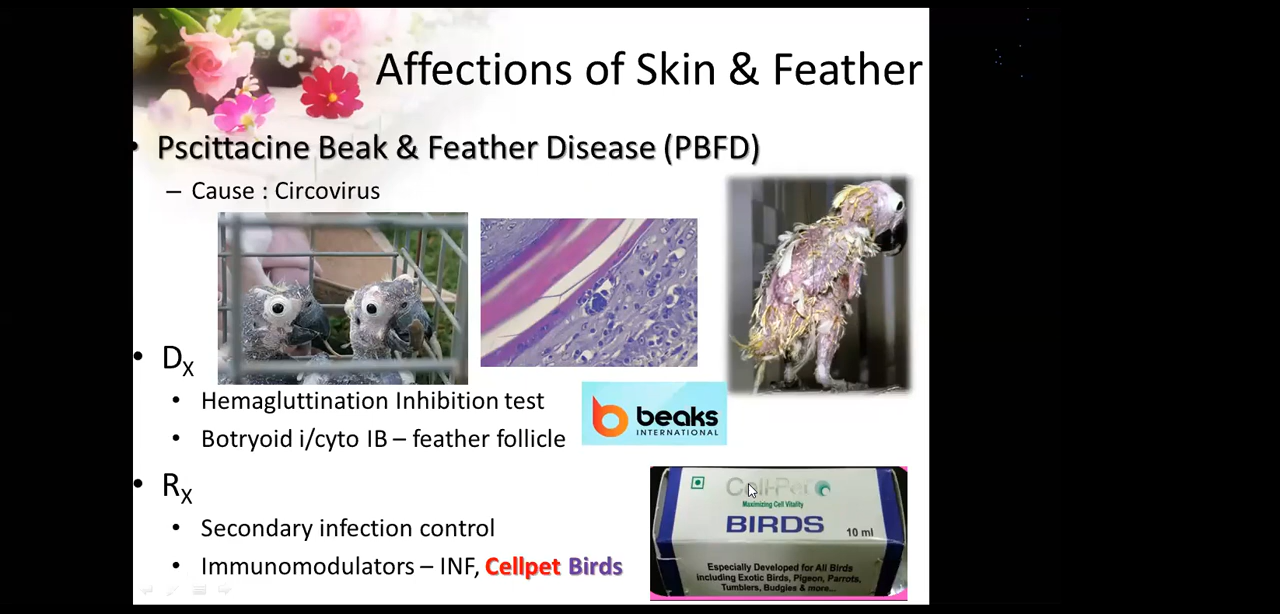 Affections of Skin & Feather
• Pscittacine Beak & Feather Disease (PBFD)
– Cause : Circovirus
• DX
• Hemagluttination Inhibition test
• Botryoid i/cyto IB – feather follicle
beaks
INTERNATIONAL
• RX
• Secondary infection control
• Immunomodulators – INF, Cellpet Birds
Cell-Pet
Maximizing Cell Vitality
BIRDS
10 ml
Especially Developed for All Birds
including Exotic Birds, Pigeon, Parrots,
Tumblers, Budgies & more...